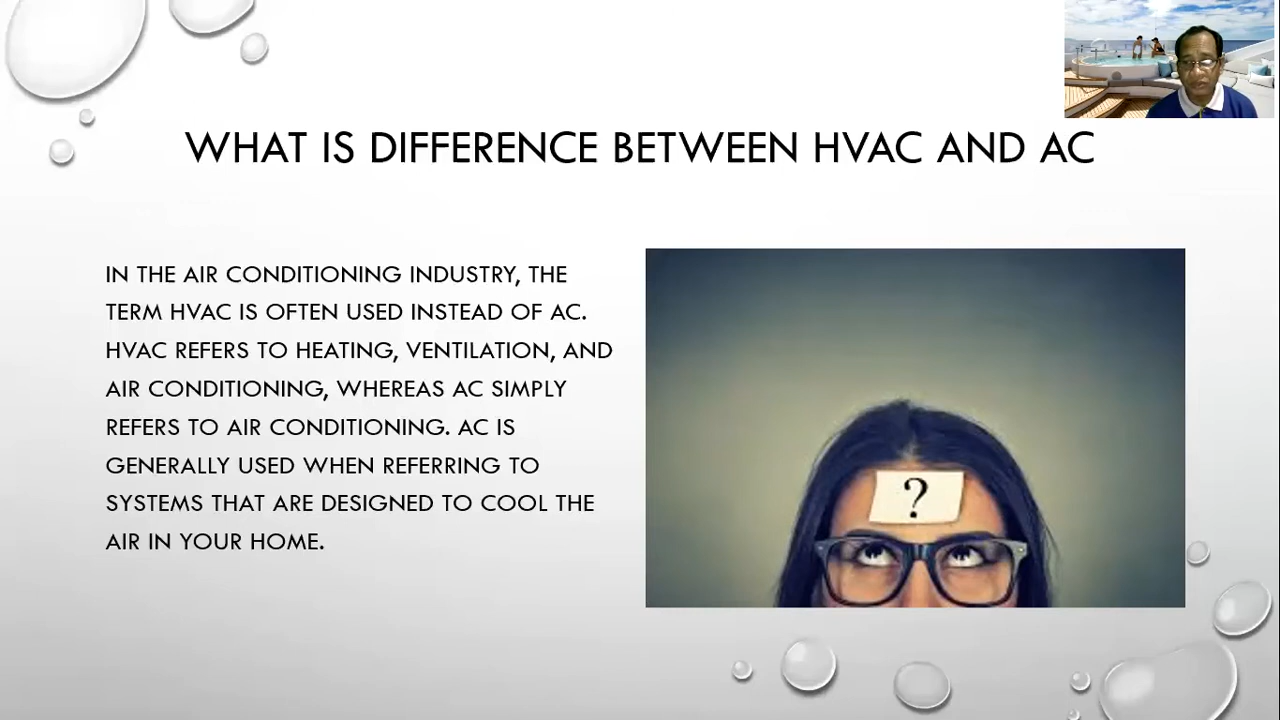 WHAT IS DIFFERENCE BETWEEN HVAC AND AC
IN THE AIR CONDITIONING INDUSTRY, THE
TERM HVAC IS OFTEN USED INSTEAD OF AC.
HVAC REFERS TO HEATING, VENTILATION, AND
AIR CONDITIONING, WHEREAS AC SIMPLY
REFERS TO AIR CONDITIONING. AC IS
GENERALLY USED WHEN REFERRING TO
SYSTEMS THAT ARE DESIGNED TO COOL THE
AIR IN YOUR HOME.
?